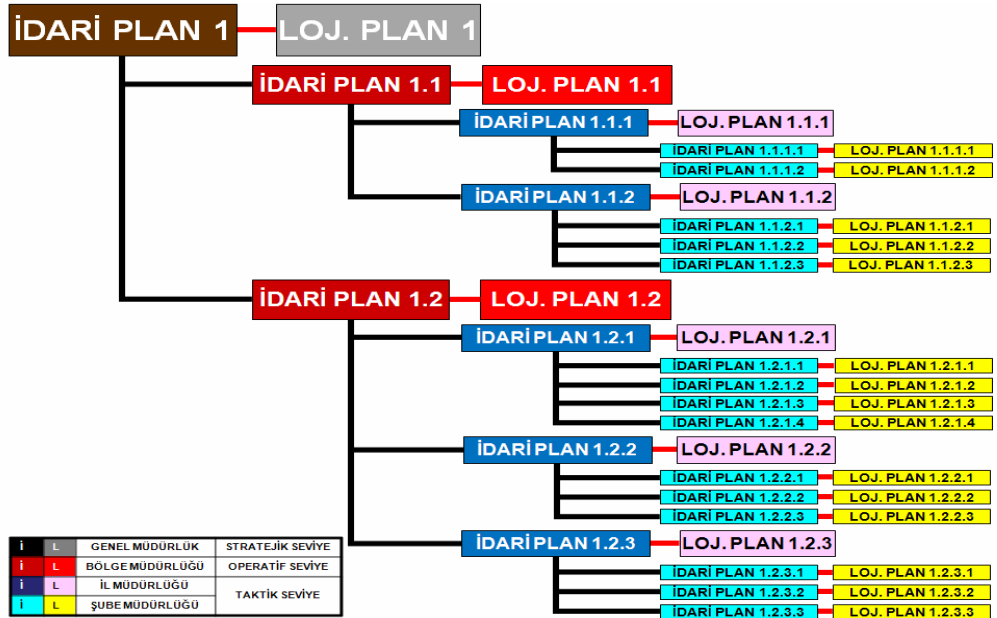 İDARİ PLAN 1 LOJ. PLAN 1
İDARİ PLAN 1.1 LOJ. PLAN 1.1
İDARİ PLAN 1.1.1 LOJ. PLAN 1.1.1
İDARİ PLAN 1.1.1.1 LOJ. PLAN 1.1.1.1
İDARİ PLAN 1.1.1.2 LOJ. PLAN 1.1.1.2
İDARİ PLAN 1.1.2 LOJ. PLAN 1.1.2
İDARİ PLAN 1.1.2.1 LOJ. PLAN 1.1.2.1
İDARİ PLAN 1.1.2.2 LOJ. PLAN 1.1.2.2
İDARİ PLAN 1.1.2.3 LOJ. PLAN 1.1.2.3
İDARİ PLAN 1.2 LOJ. PLAN 1.2
İDARİ PLAN 1.2.1 LOJ. PLAN 1.2.1
İDARİ PLAN 1.2.1.1 LOJ. PLAN 1.2.1.1
İDARİ PLAN 1.2.1.2 LOJ. PLAN 1.2.1.2
İDARİ PLAN 1.2.1.3 LOJ. PLAN 1.2.1.3
İDARİ PLAN 1.2.1.4 LOJ. PLAN 1.2.1.4
İDARİ PLAN 1.2.2 LOJ. PLAN 1.2.2
İDARİ PLAN 1.2.2.1 LOJ. PLAN 1.2.2.1
İDARİ PLAN 1.2.2.2 LOJ. PLAN 1.2.2.2
İDARİ PLAN 1.2.2.3 LOJ. PLAN 1.2.2.3
İDARİ PLAN 1.2.3 LOJ. PLAN 1.2.3
İDARİ PLAN 1.2.3.1 LOJ. PLAN 1.2.3.1
İDARİ PLAN 1.2.3.2 LOJ. PLAN 1.2.3.2
İDARİ PLAN 1.2.3.3 LOJ. PLAN 1.2.3.3
İ L GENEL MÜDÜRLÜK STRATEJİK SEVİYE
İ L BÖLGE MÜDÜRLÜĞÜ OPERATİF SEVİYE
İ L İL MÜDÜRLÜĞÜ TAKTİK SEVİYE
İ L ŞUBE MÜDÜRLÜĞÜ